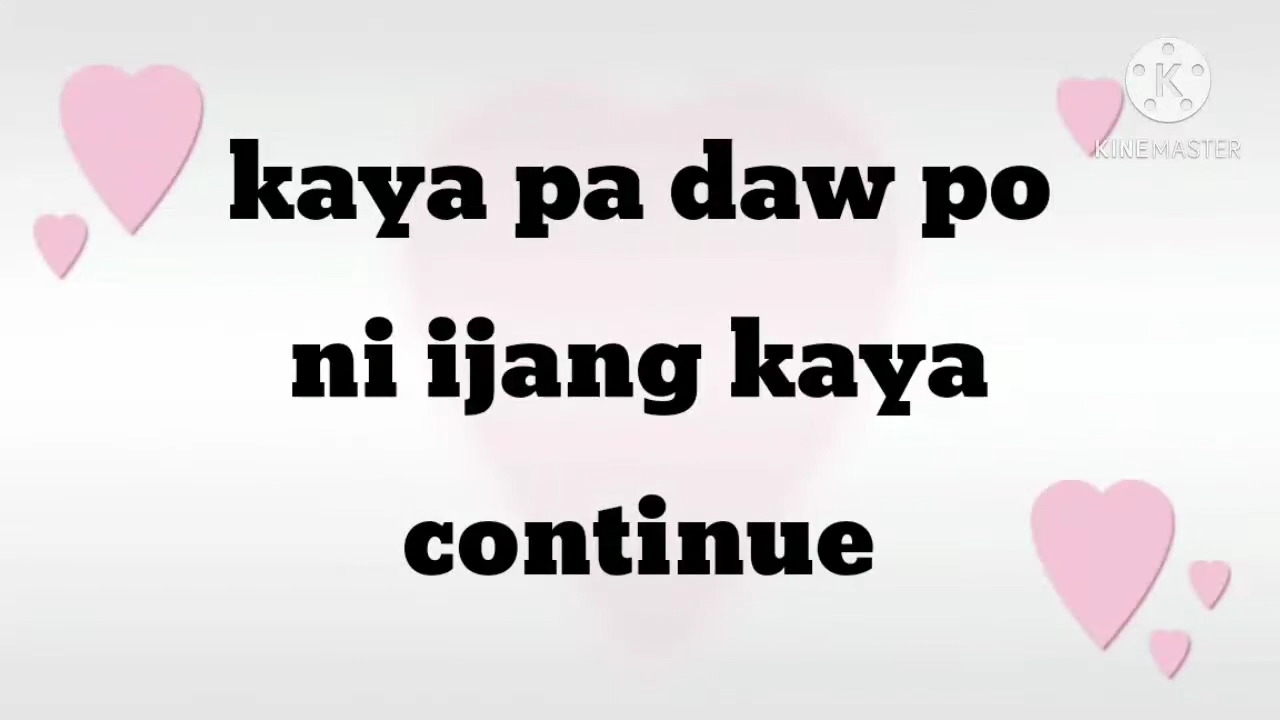 K
KINEMASTER
kaya pa daw po
ni ijang kaya
continue